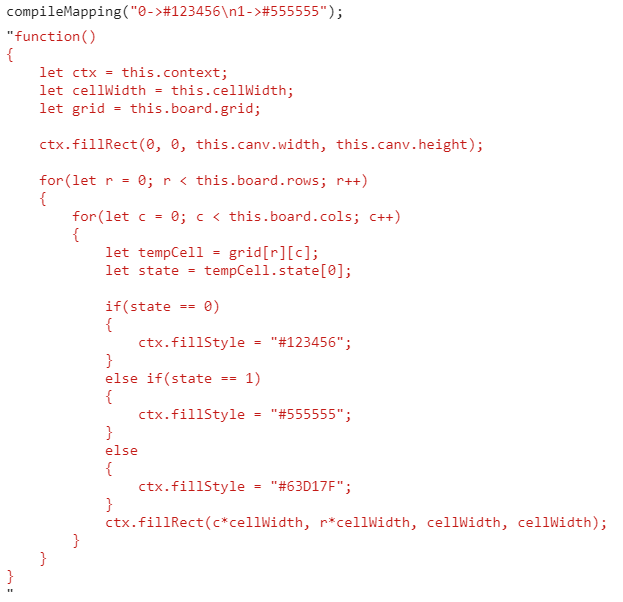 compileMapping("0->#123456\n1->#555555");
"function()
{
    let ctx = this.context;
    let cellWidth = this.cellWidth;
    let grid = this.board.grid;

    ctx.fillRect(0, 0, this.canv.width, this.canv.height);

    for(let r = 0; r < this.board.rows; r++)
    {
        for(let c = 0; c < this.board.cols; c++)
        {
            let tempCell = grid[r][c];
            let state = tempCell.state[0];

            if(state == 0)
            {
                ctx.fillStyle = "#123456";
            }
            else if(state == 1)
            {
                ctx.fillStyle = "#555555";
            }
            else
            {
                ctx.fillStyle = "#63D17F";
            }
            ctx.fillRect(c*cellWidth, r*cellWidth, cellWidth, cellWidth);
        }
    }
}
"